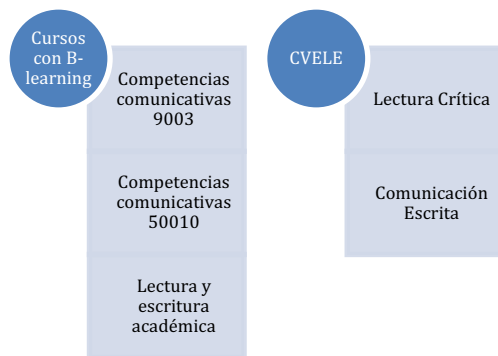 Cursos
con B-
learning
Competencias
comunicativas
9003
Competencias
comunicativas
50010
Lectura y
escritura
académica
CVELE
Lectura Crítica
Comunicación
Escrita